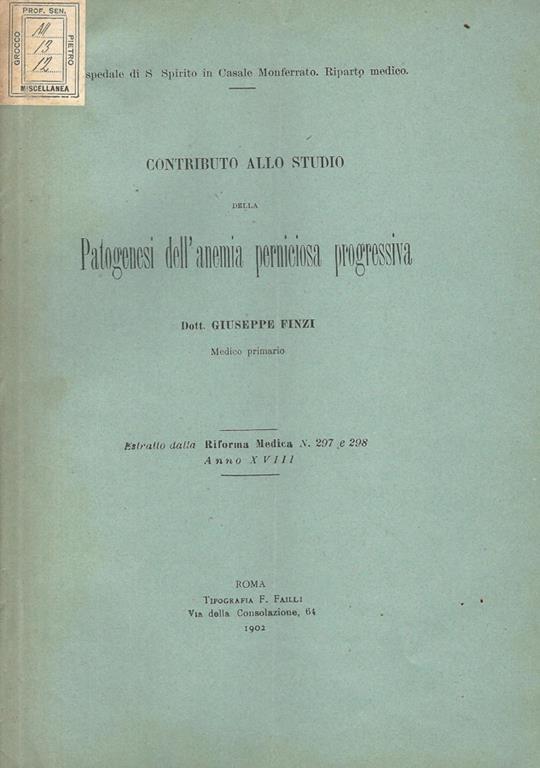 PROF. SEN.
GROCCO
PIETRO
13
12
MISCELLANEA
spedale di S Spirito in Casale Monferrato. Riparto medico.
CONTRIBUTO ALLO STUDIO
DELLA
Patogenesi dell'anemia perniciosa progressiva
Dott. GIUSEPPE FINZI
Medico primario
Estratto dalla Riforma Medica N. 297 e 298
Anno XVIII
ROMA
TIPOGRAFIA F. FAILLI
Via della Consolazione, 64
1902